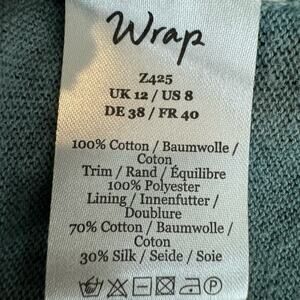 Wrap
Z425
UK 12 / US 8
DE 38 / FR 40
100% Cotton / Baumwolle /
Coton
Trim / Rand / Équilibre
100% Polyester
Lining / Innenfutter /
Doublure
70% Cotton / Baumwolle /
Coton
30% Silk / Seide / Soie
P